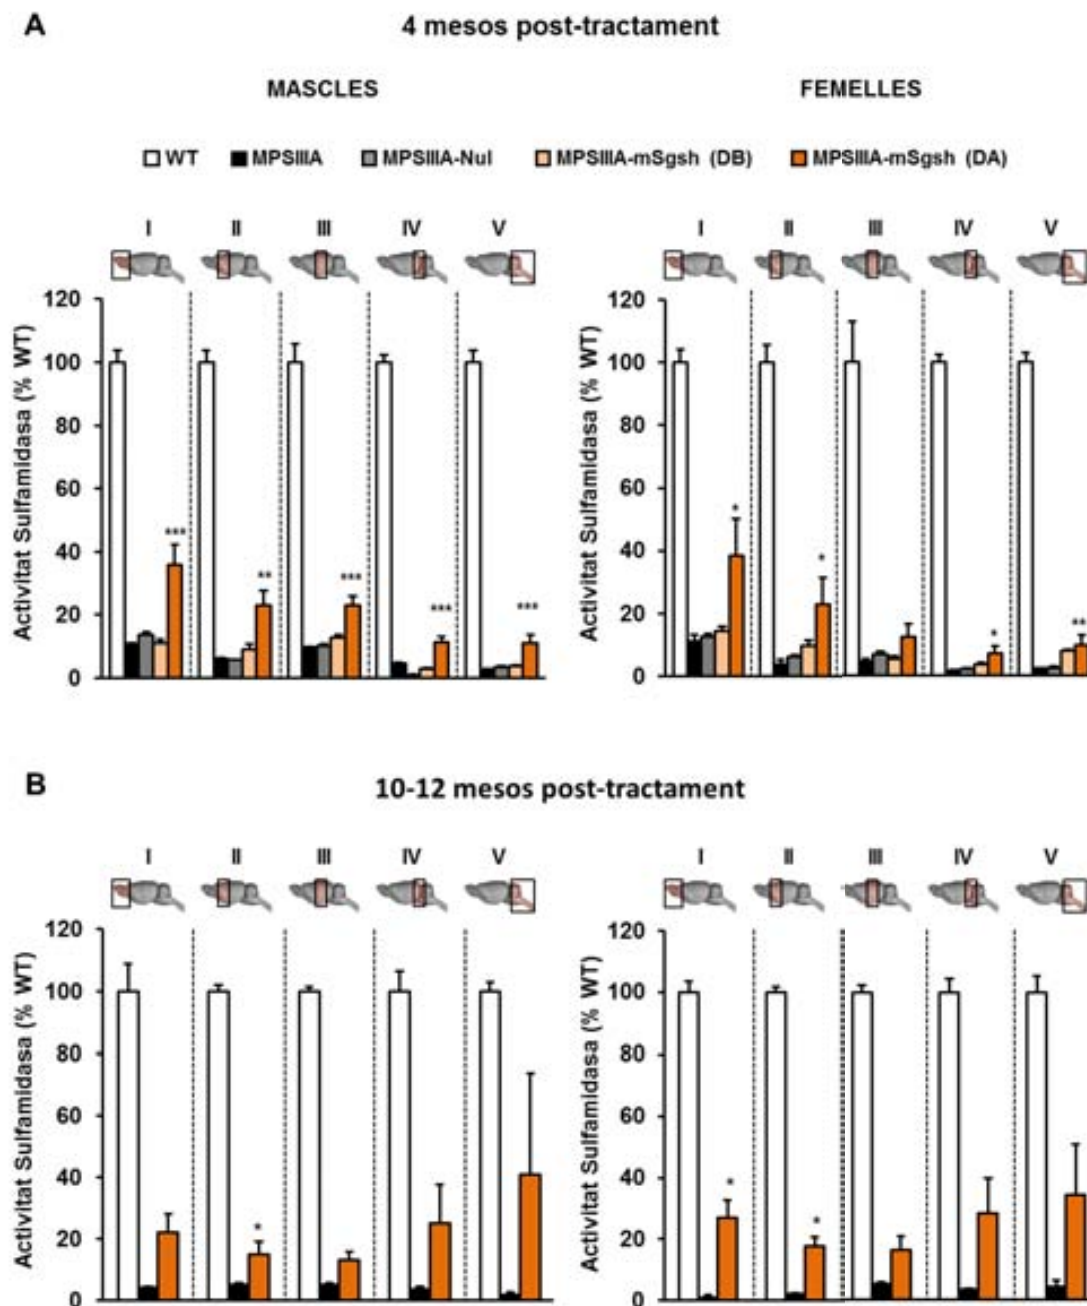 A
4 mesos post-tractament
MASCLES
FEMELLES
WT MPSIIIA MPSIIIA-Nul MPSIIIA-mSgsh (DB) MPSIIIA-mSgsh (DA)
I II III IV V
I II III IV V
Activitat Sulfamidasa (% WT)
120
100
80
60
40
20
0
*** ** *** *** ***
Activitat Sulfamidasa (% WT)
120
100
80
60
40
20
0
* * * **
B
10-12 mesos post-tractament
I II III IV V
I II III IV V
Activitat Sulfamidasa (% WT)
120
100
80
60
40
20
0
*
Activitat Sulfamidasa (% WT)
120
100
80
60
40
20
0
* *